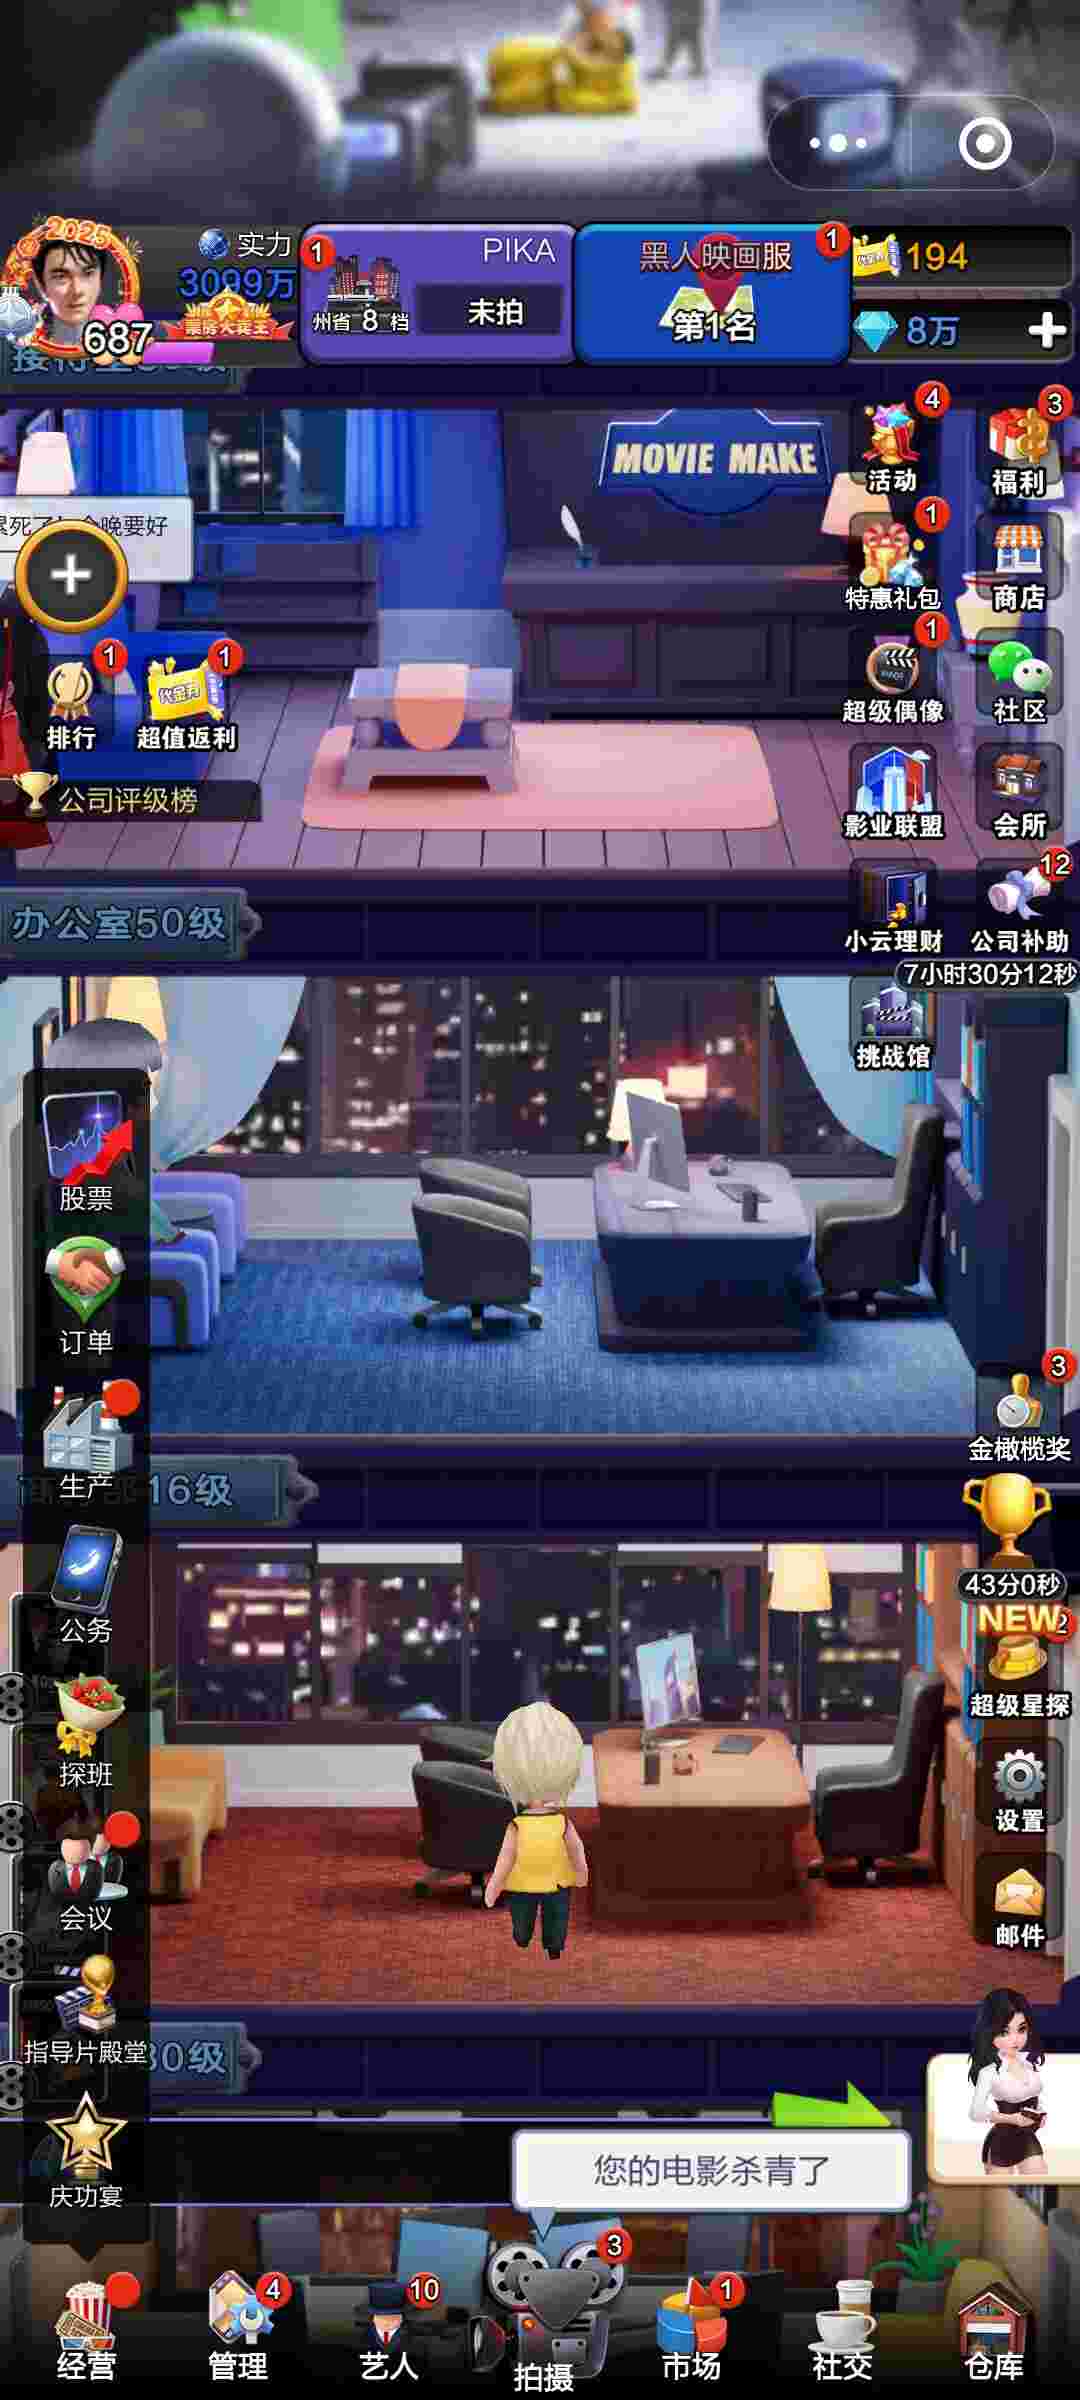 2025
实力
3099万
票房大赛王
687
1
PIKA
州省 8 档
未拍
黑人映画服
1
第1名
代金券
194
8万
MOVIE MAKE
4
活动
3
福利
1
特惠礼包
商店
1
超级偶像
社区
影业联盟
会所
小云理财
12
公司补助
7小时30分12秒
挑战馆
今晚要好
1
排行
1
代金券
超值返利
公司评级榜
办公室50级
股票
订单
生产
16级
公务
探班
会议
指导片殿堂
30级
庆功宴
3
金橄榄奖
43分0秒
NEW
2
超级星探
设置
邮件
您的电影杀青了
经营
4
管理
10
艺人
3
拍摄
1
市场
社交
仓库